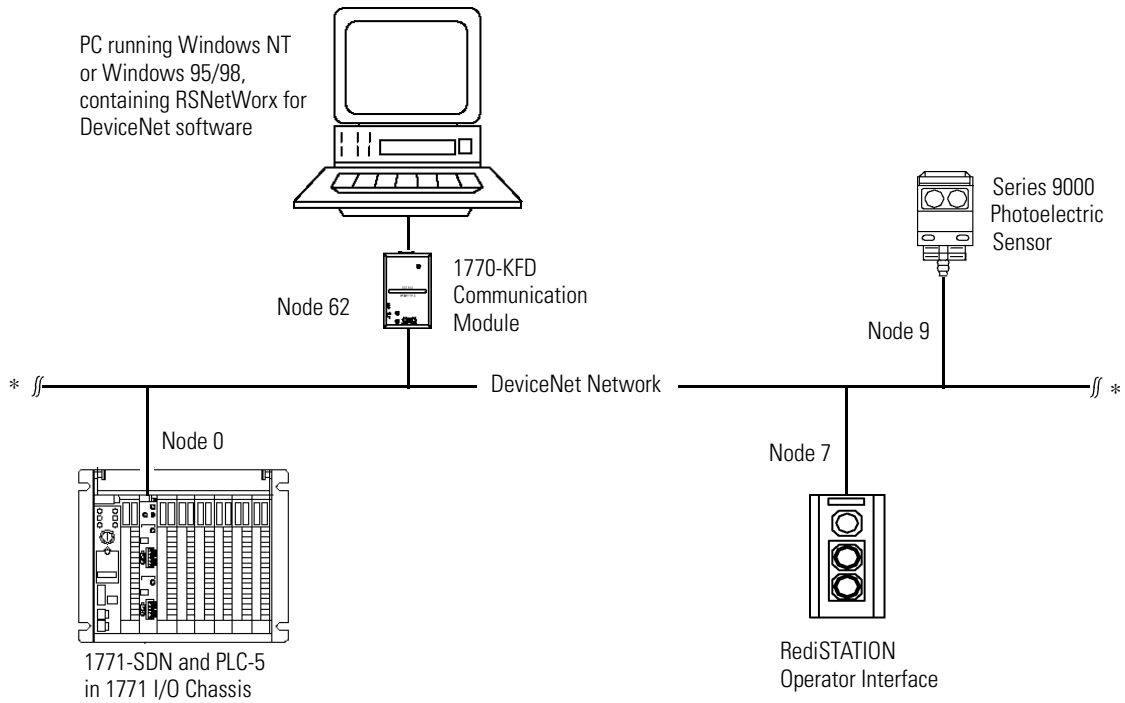 PC running Windows NT
or Windows 95/98,
containing RSNetWorx for
DeviceNet software
Series 9000
Photoelectric
Sensor
1770-KFD
Communication
Module
Node 62
Node 9
* DeviceNet Network *
Node 0
Node 7
1771-SDN and PLC-5
in 1771 I/O Chassis
RediSTATION
Operator Interface